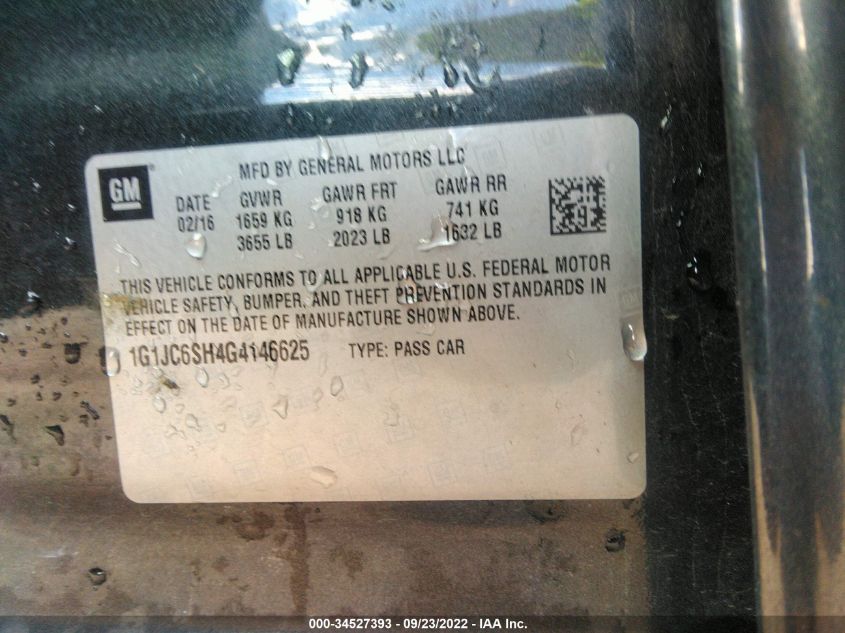 MFD BY GENERAL MOTORS LLC
GM
DATE GVWR GAWR FRT GAWR RR
02/16 1659 KG 918 KG 741 KG
3655 LB 2023 LB 1632 LB
THIS VEHICLE CONFORMS TO ALL APPLICABLE U.S. FEDERAL MOTOR
VEHICLE SAFETY, BUMPER, AND THEFT PREVENTION STANDARDS IN
EFFECT ON THE DATE OF MANUFACTURE SHOWN ABOVE.
1G1JC6SH4G4146625 TYPE: PASS CAR
000-34527393 - 09/23/2022 - IAA Inc.